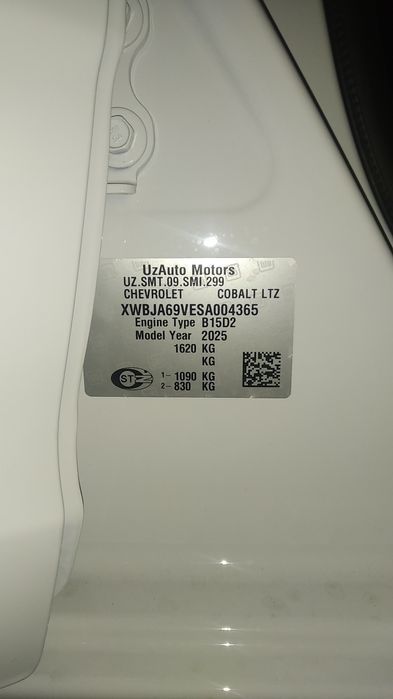 UzAuto Motors
UZ.SMT.09.SMI.299
CHEVROLET COBALT LTZ
XWBJA69VESA004365
Engine Type B15D2
Model Year 2025
1620 KG
KG
1- 1090 KG
2- 830 KG
ST